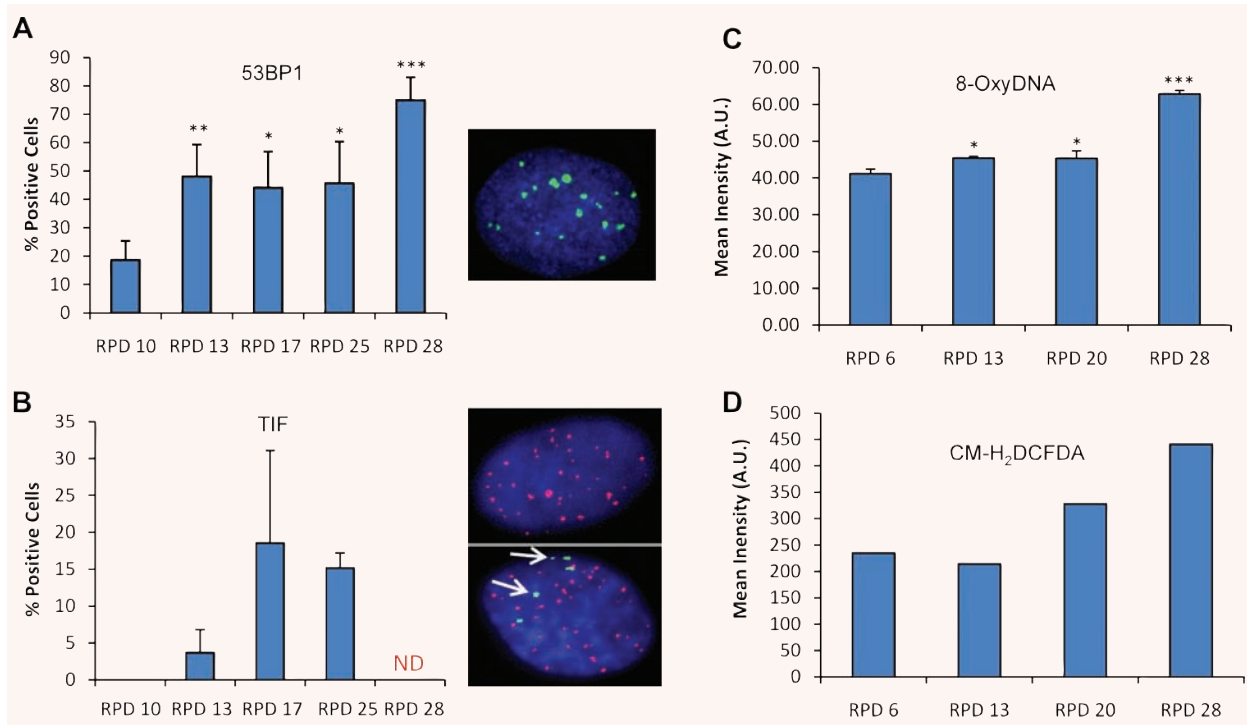 A
53BP1
% Positive Cells
90
80
70
60
50
40
30
20
10
0
**
*
*
***
RPD 10 RPD 13 RPD 17 RPD 25 RPD 28
B
TIF
% Positive Cells
35
30
25
20
15
10
5
0
ND
RPD 10 RPD 13 RPD 17 RPD 25 RPD 28
C
8-OxyDNA
Mean Inensity (A.U.)
70.00
60.00
50.00
40.00
30.00
20.00
10.00
0.00
*
*
***
RPD 6 RPD 13 RPD 20 RPD 28
D
CM-H₂DCFDA
Mean Inensity (A.U.)
500
450
400
350
300
250
200
150
100
50
0
RPD 6 RPD 13 RPD 20 RPD 28